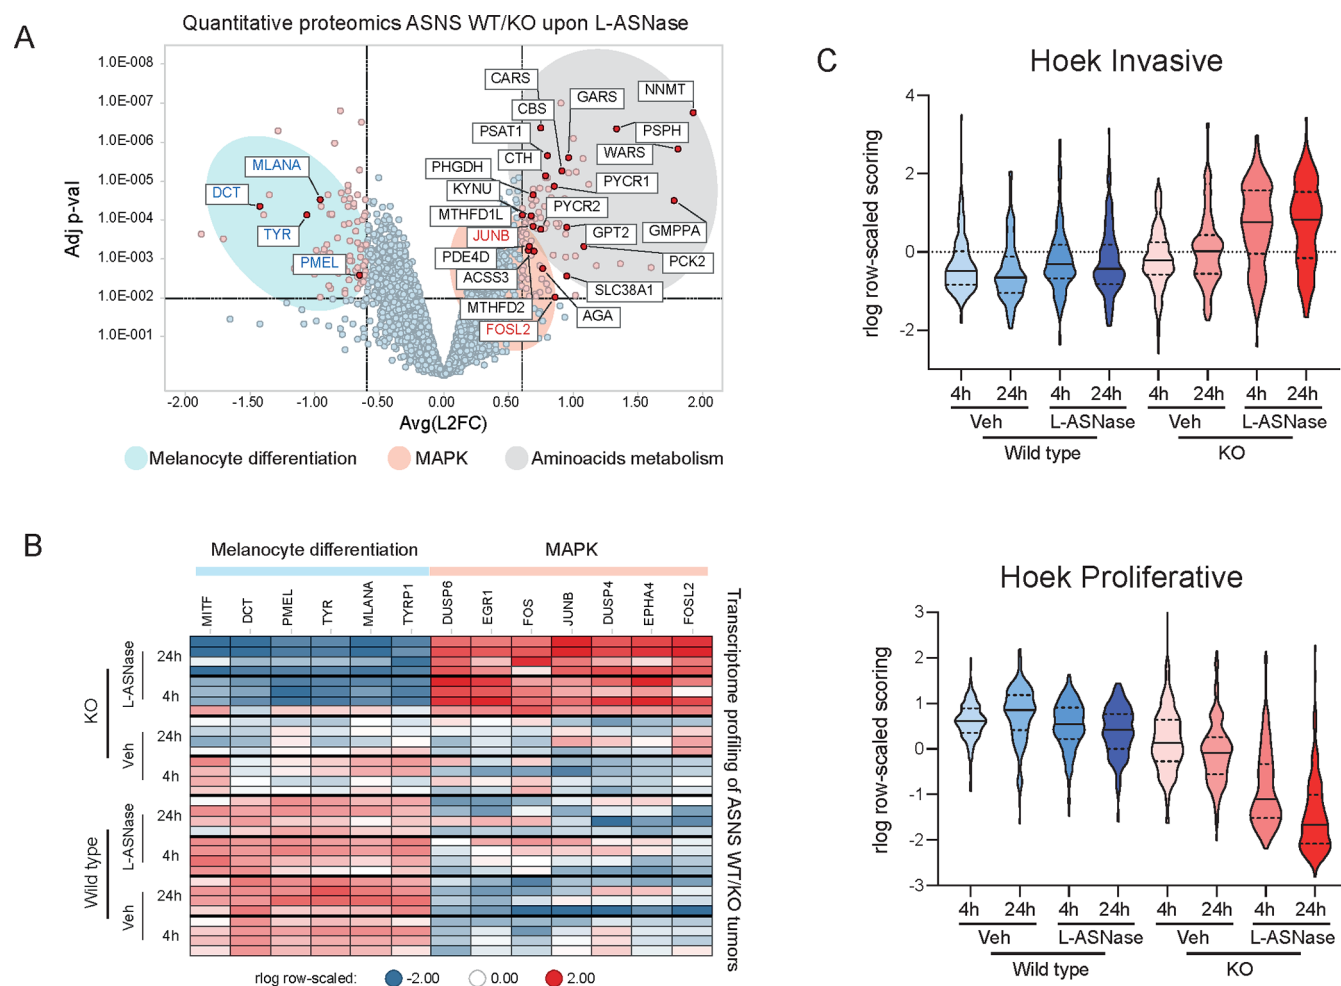 A
Quantitative proteomics ASNS WT/KO upon L-ASNase
Adj p-val
1.0E-008
1.0E-007
1.0E-006
1.0E-005
1.0E-004
1.0E-003
1.0E-002
1.0E-001
CARS
NNMT
GARS
CBS
PSAT1
PSPH
CTH
WARS
MLANA
PHGDH
PYCR1
DCT
KYNU
PYCR2
MTHFD1L
TYR
JUNB
GPT2
GMPPA
PMEL
PDE4D
PCK2
ACSS3
SLC38A1
MTHFD2
AGA
FOSL2
-2.00 -1.50 -1.00 -0.50 0.00 0.50 1.00 1.50 2.00
Avg(L2FC)
Melanocyte differentiation
MAPK
Aminoacids metabolism
B
Melanocyte differentiation
MAPK
MITF
DCT
PMEL
TYR
MLANA
TYRP1
DUSP6
EGR1
FOS
JUNB
DUSP4
EPHA4
FOSL2
KO
L-ASNase
24h
4h
Veh
24h
4h
Wild type
L-ASNase
24h
4h
Veh
24h
4h
Transcriptome profiling of ASNS WT/KO tumors
rlog row-scaled: -2.00 0.00 2.00
C
Hoek Invasive
rlog row-scaled scoring
4
2
0
-2
4h 24h 4h 24h 4h 24h 4h 24h
Veh L-ASNase Veh L-ASNase
Wild type KO
Hoek Proliferative
rlog row-scaled scoring
3
2
1
0
-1
-2
-3
4h 24h 4h 24h 4h 24h 4h 24h
Veh L-ASNase Veh L-ASNase
Wild type KO